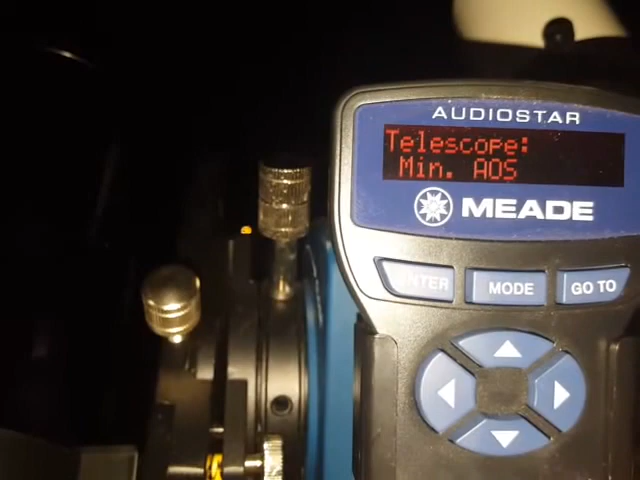 AUDIOSTAR
Telescope:
Min. AOS
MEADE
ENTER
MODE
GO TO